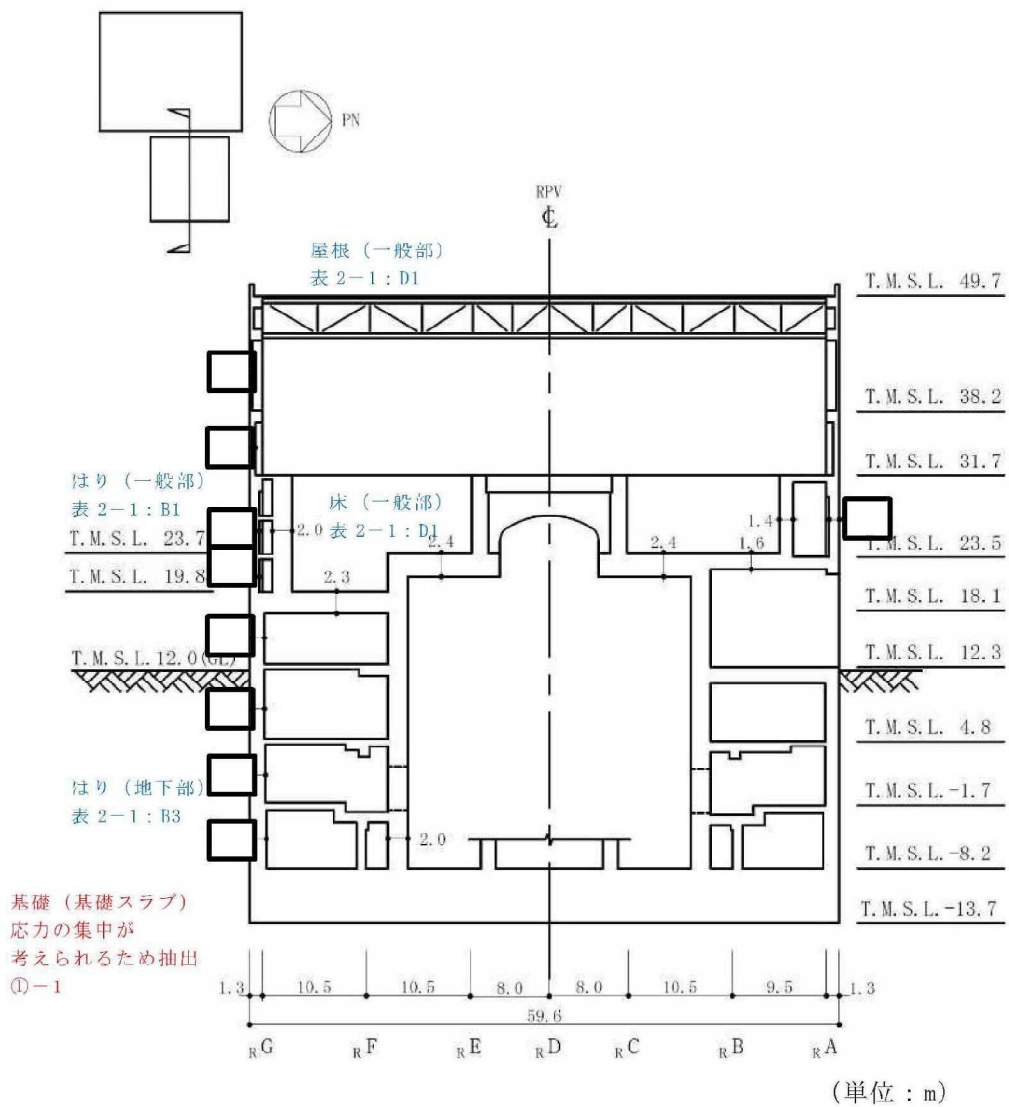 PN
RPV
屋根(一般部)
表 2-1:D1
T.M.S.L. 49.7
T.M.S.L. 38.2
T.M.S.L. 31.7
はり(一般部)
表 2-1:B1
床(一般部)
表 2-1:D1
2.0
2.4
2.4
1.4
1.6
T.M.S.L. 23.7
T.M.S.L. 23.5
T.M.S.L. 19.8
2.3
T.M.S.L. 18.1
T.M.S.L.12.0(GL)
T.M.S.L. 12.3
T.M.S.L. 4.8
はり(地下部)
表 2-1:B3
T.M.S.L.-1.7
2.0
T.M.S.L.-8.2
基礎(基礎スラブ)
応力の集中が
考えられるため抽出
①-1
T.M.S.L.-13.7
1.3 10.5 10.5 8.0 8.0 10.5 9.5 1.3
59.6
RG RF RE RD RC RB RA
(単位:m)